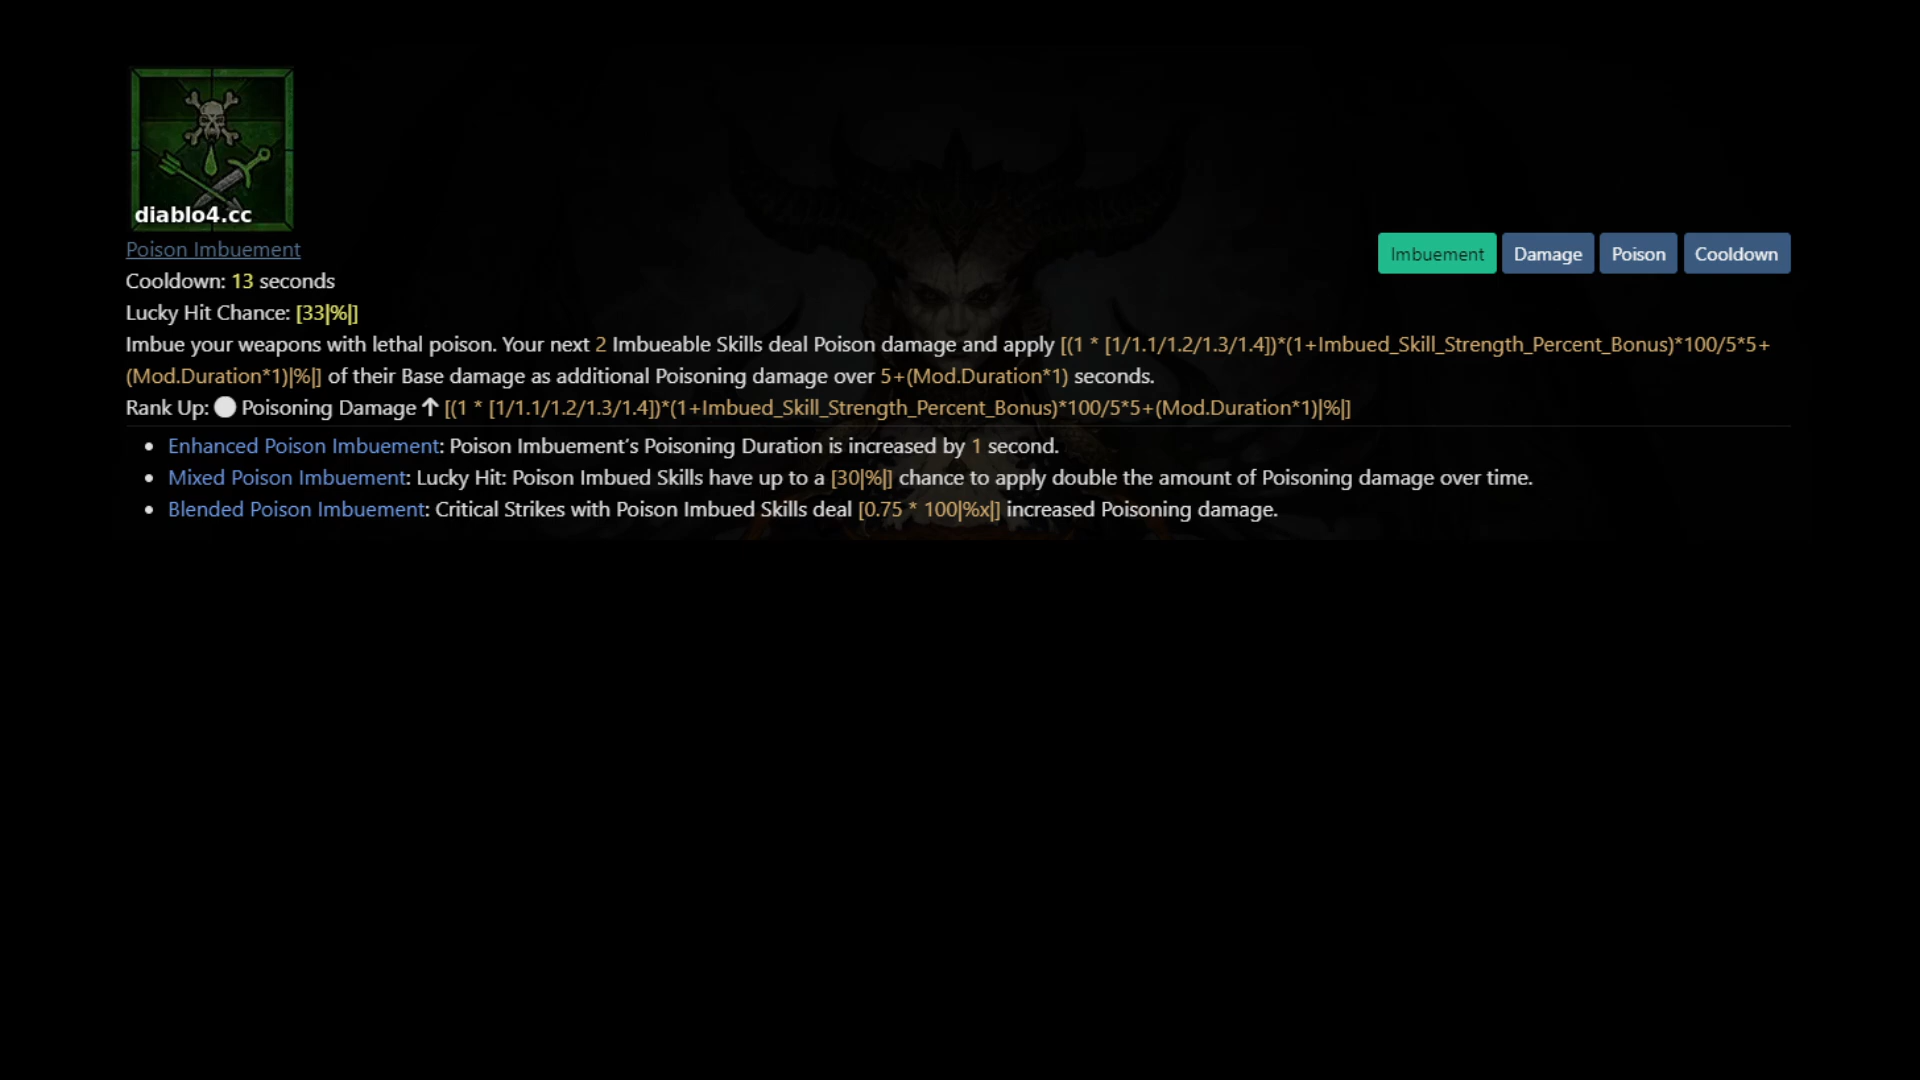 diablo4.cc
Poison Imbuement
Imbuement Damage Poison Cooldown
Cooldown: 13 seconds
Lucky Hit Chance: [33|%|]
Imbue your weapons with lethal poison. Your next 2 Imbueable Skills deal Poison damage and apply [(1 * [1/1.1/1.2/1.3/1.4])*(1+Imbued_Skill_Strength_Percent_Bonus)*100/5*5+
(Mod.Duration*1)|%|] of their Base damage as additional Poisoning damage over 5+(Mod.Duration*1) seconds.
Rank Up: ⬤ Poisoning Damage 🡑 [(1 * [1/1.1/1.2/1.3/1.4])*(1+Imbued_Skill_Strength_Percent_Bonus)*100/5*5+(Mod.Duration*1)|%|]
• Enhanced Poison Imbuement: Poison Imbuement’s Poisoning Duration is increased by 1 second.
• Mixed Poison Imbuement: Lucky Hit: Poison Imbued Skills have up to a [30|%|] chance to apply double the amount of Poisoning damage over time.
• Blended Poison Imbuement: Critical Strikes with Poison Imbued Skills deal [0.75 * 100|%x|] increased Poisoning damage.